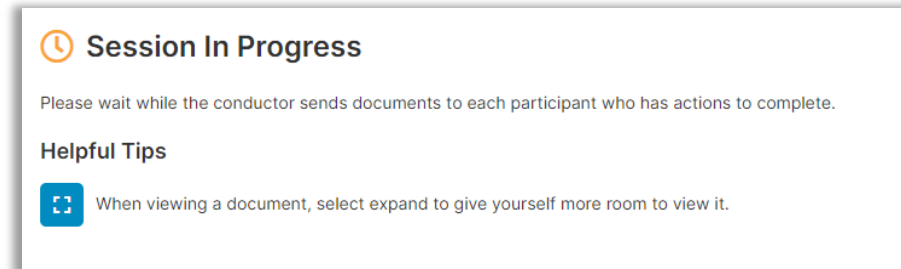 Session In Progress
Please wait while the conductor sends documents to each participant who has actions to complete.
Helpful Tips
When viewing a document, select expand to give yourself more room to view it.